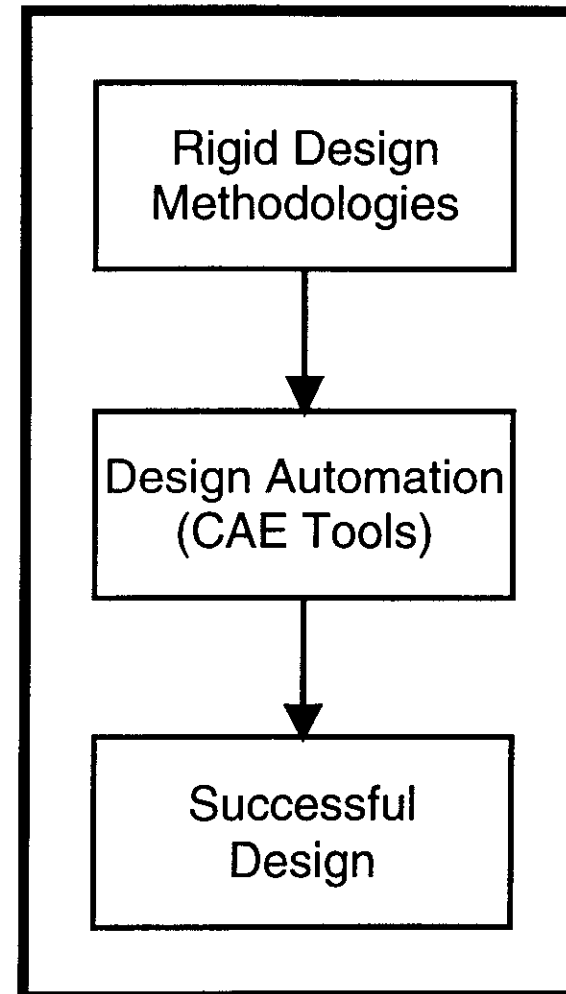 Rigid Design
Methodologies
Design Automation
(CAE Tools)
Successful
Design